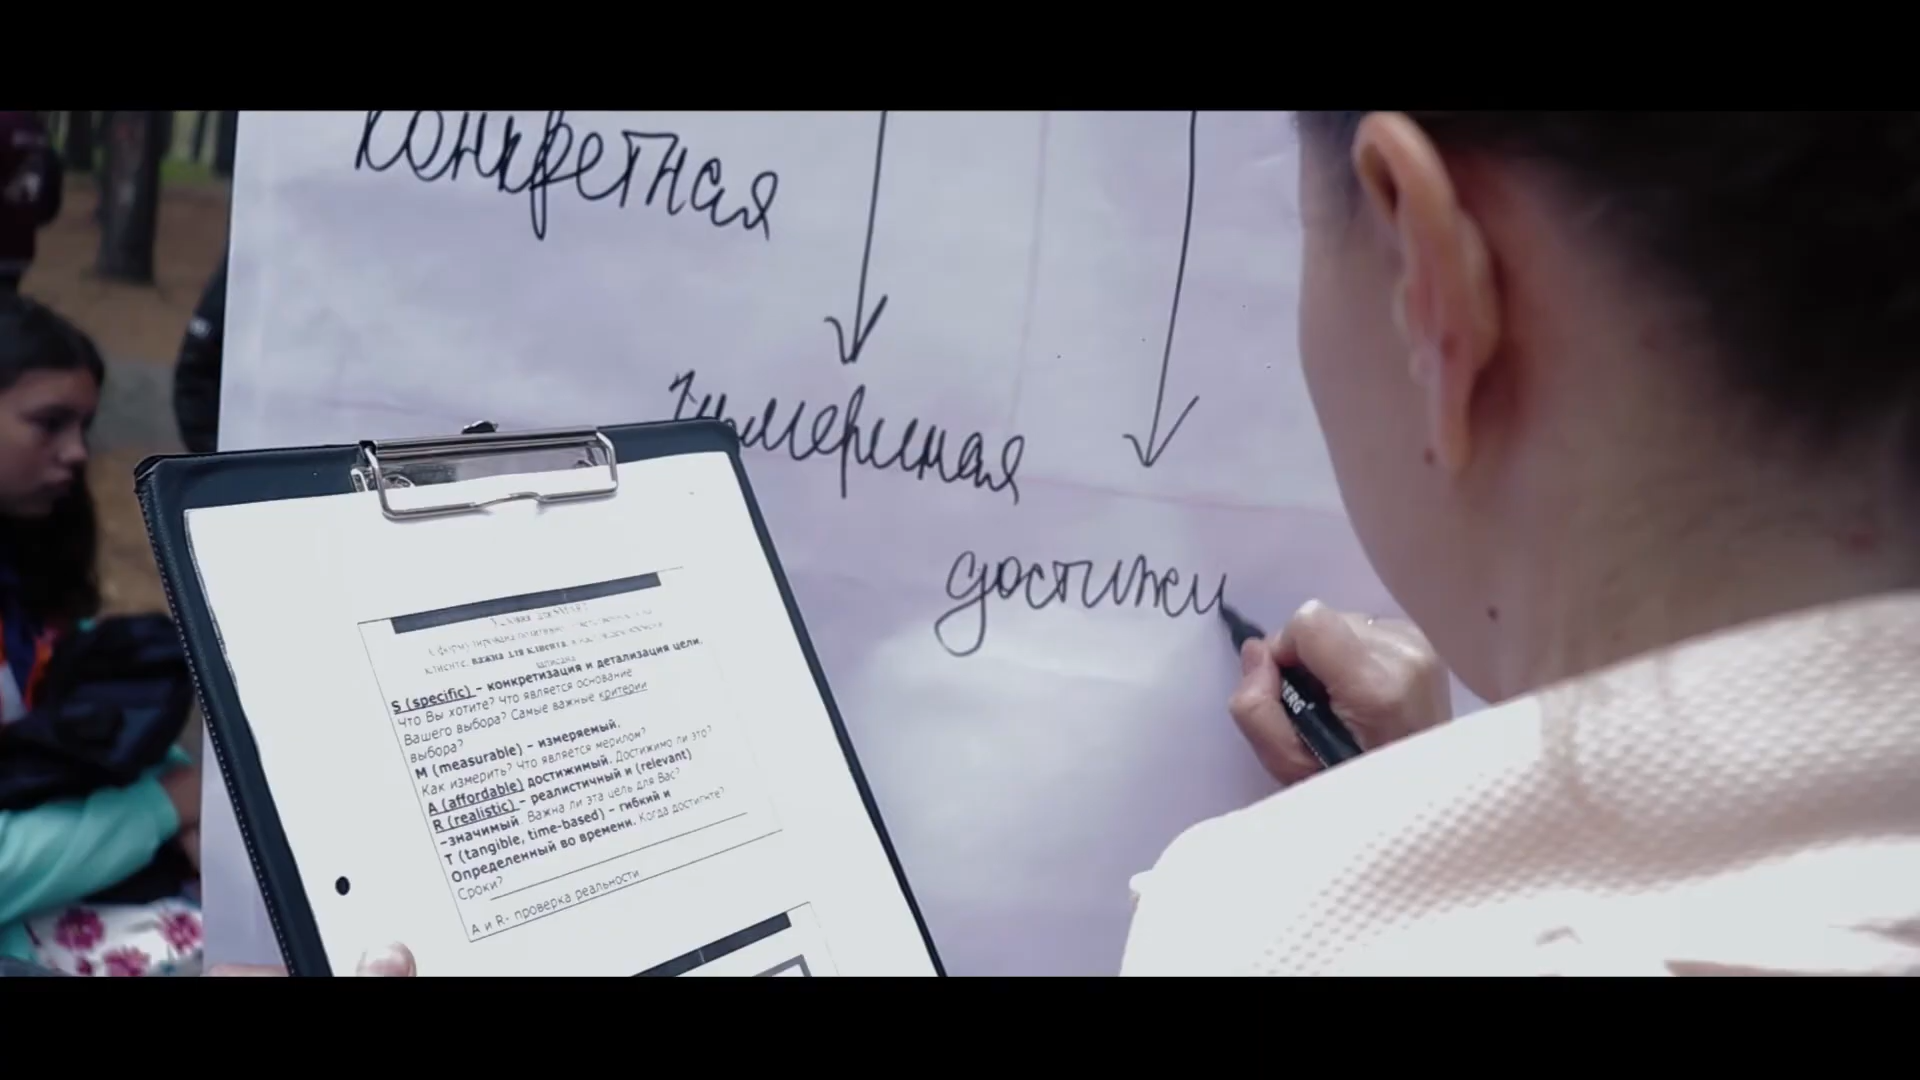 конкретная
измеримая
достижи
ERG
S (specific) – конкретизация и детализация цели.
Что Вы хотите? Что является основание
Вашего выбора? Самые важные критерии
выбора?
M (measurable) – измеряемый.
Как измерить? Что является мерилом?
A (affordable) достижимый. Достижимо ли это?
R (realistic) – реалистичный и (relevant)
–значимый. Важна ли эта цель для Вас?
T (tangible, time-based) – гибкий и
Определенный во времени. Когда достигните?
Сроки?
A и R- проверка реальности